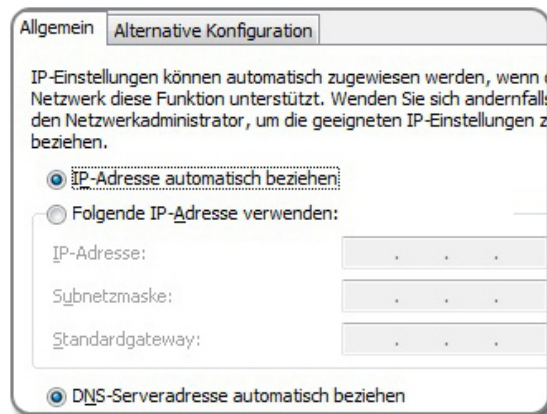 Allgemein
Alternative Konfiguration
IP-Einstellungen können automatisch zugewiesen werden, wenn
Netzwerk diese Funktion unterstützt. Wenden Sie sich andernfalls
den Netzwerkadministrator, um die geeigneten IP-Einstellungen
beziehen.
IP-Adresse automatisch beziehen
Folgende IP-Adresse verwenden:
IP-Adresse: . . .
Subnetzmaske: . . .
Standardgateway: . . .
DNS-Serveradresse automatisch beziehen